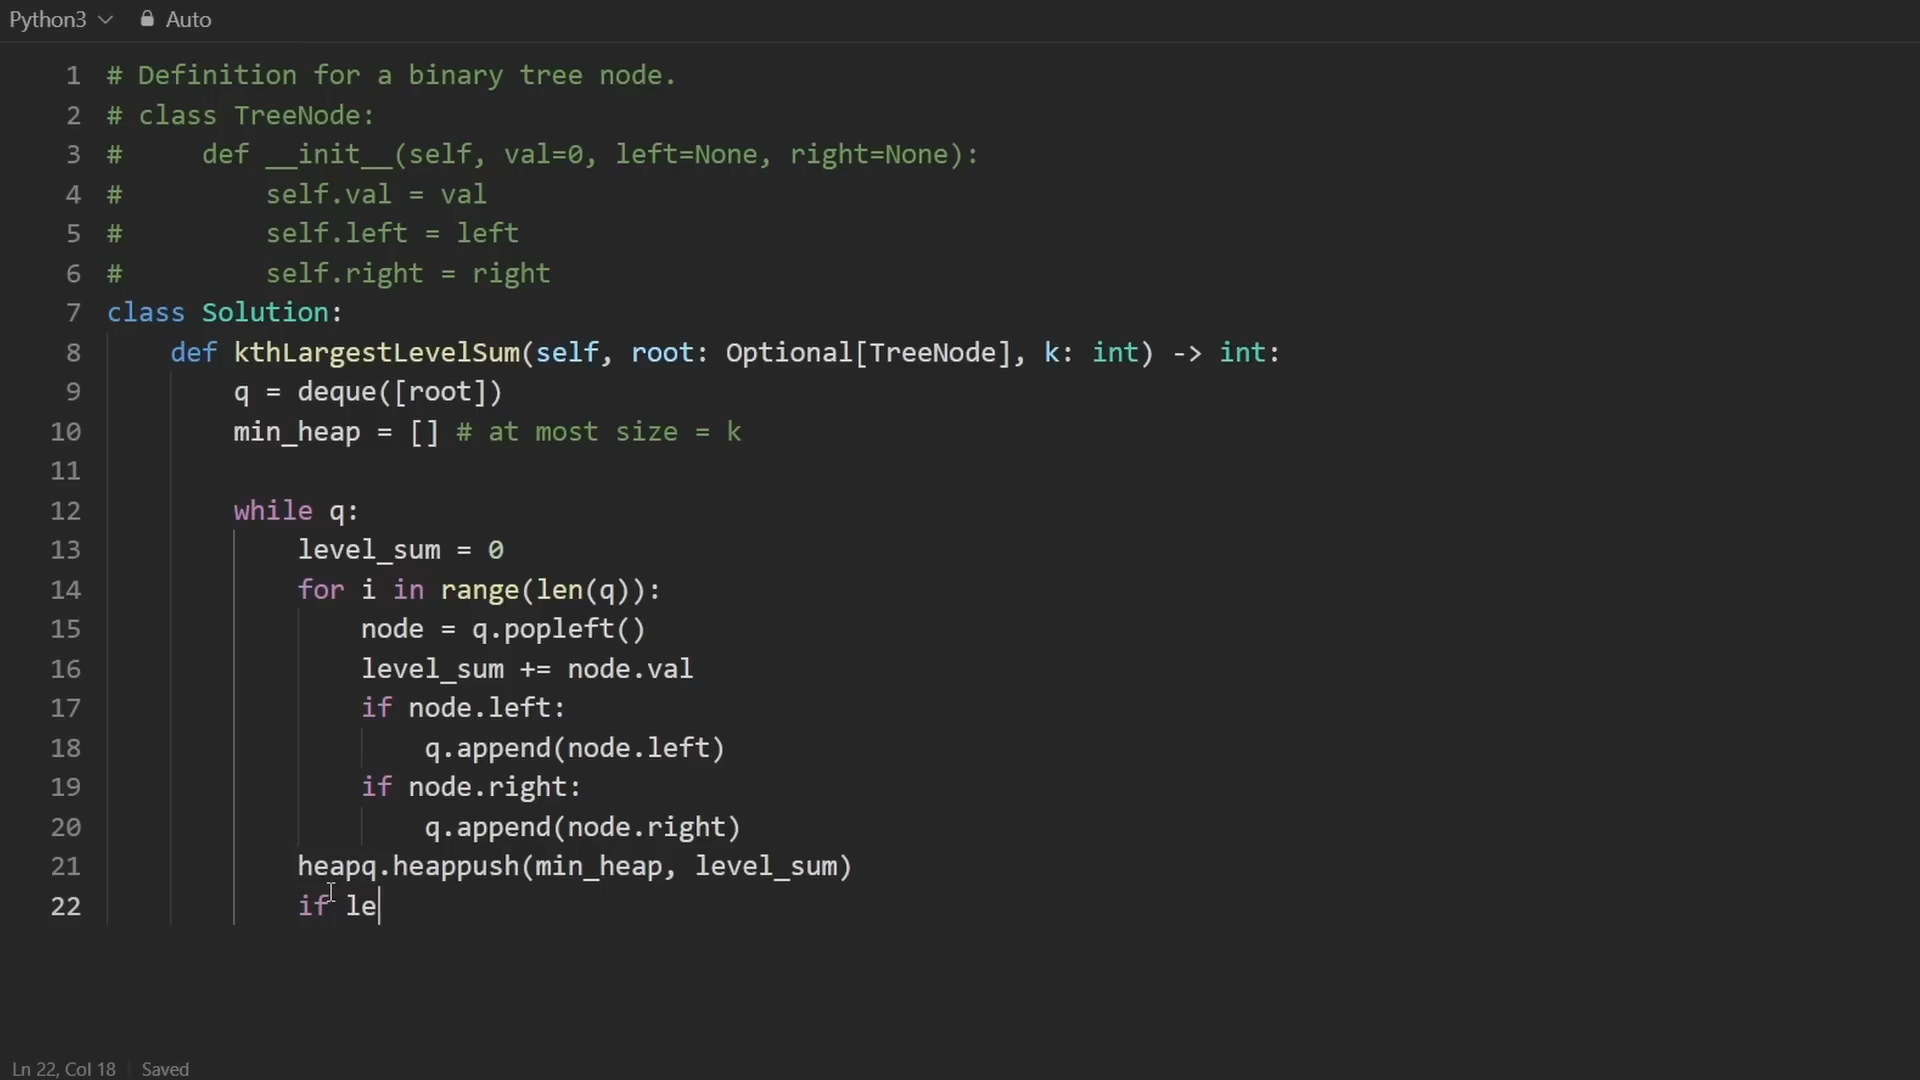 Python3 Auto
1 # Definition for a binary tree node.
2 # class TreeNode:
3 #     def __init__(self, val=0, left=None, right=None):
4 #         self.val = val
5 #         self.left = left
6 #         self.right = right
7 class Solution:
8     def kthLargestLevelSum(self, root: Optional[TreeNode], k: int) -> int:
9         q = deque([root])
10         min_heap = [] # at most size = k
11
12         while q:
13             level_sum = 0
14             for i in range(len(q)):
15                 node = q.popleft()
16                 level_sum += node.val
17                 if node.left:
18                     q.append(node.left)
19                 if node.right:
20                     q.append(node.right)
21             heapq.heappush(min_heap, level_sum)
22             if le
Ln 22, Col 18 Saved